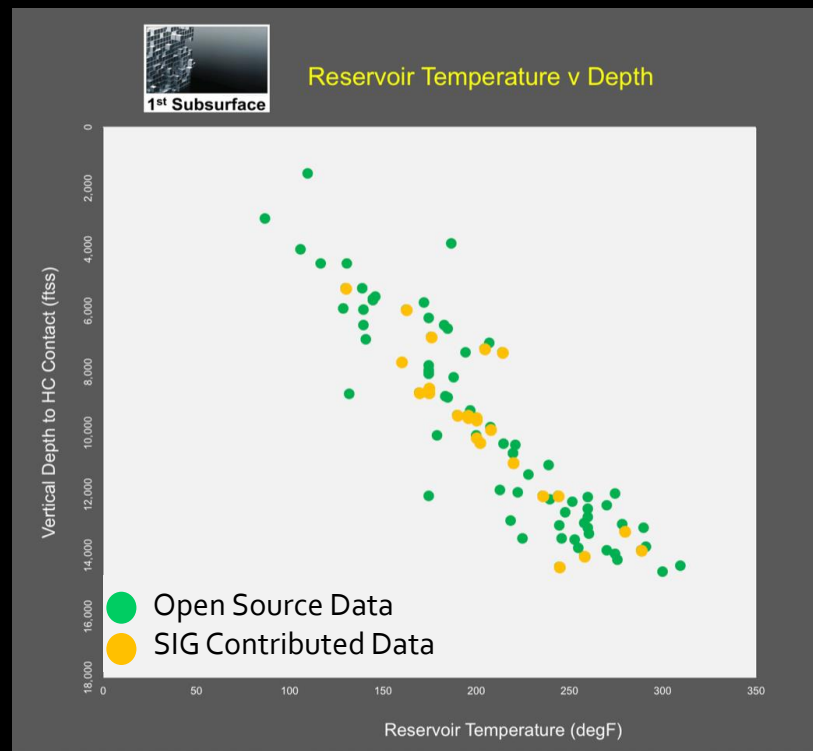 1st Subsurface
Reservoir Temperature v Depth
Vertical Depth to HC Contact (ftss)
0
2,000
4,000
6,000
8,000
10,000
12,000
14,000
16,000
18,000
Open Source Data
SIG Contributed Data
0 50 100 150 200 250 300 350
Reservoir Temperature (degF)